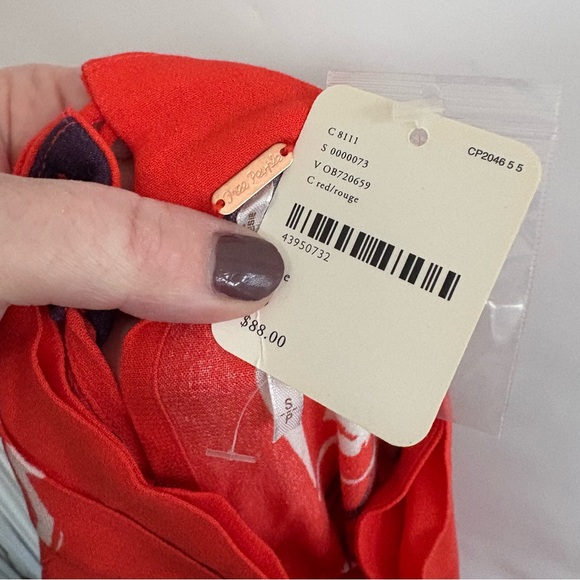 C 8111
S 0000073
V OB720659
C red/rouge
CP2046 5 5
43950732
$88.00
Free People
S/P